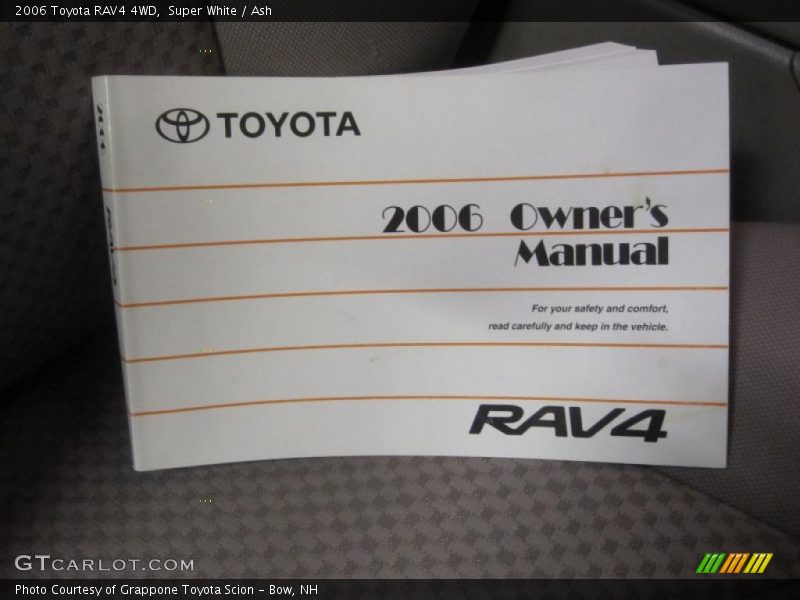 2006 Toyota RAV4 4WD, Super White / Ash
TOYOTA
2006 Owner's
Manual
For your safety and comfort,
read carefully and keep in the vehicle.
RAV4
GTCARLOT.COM
Photo Courtesy of Grappone Toyota Scion - Bow, NH